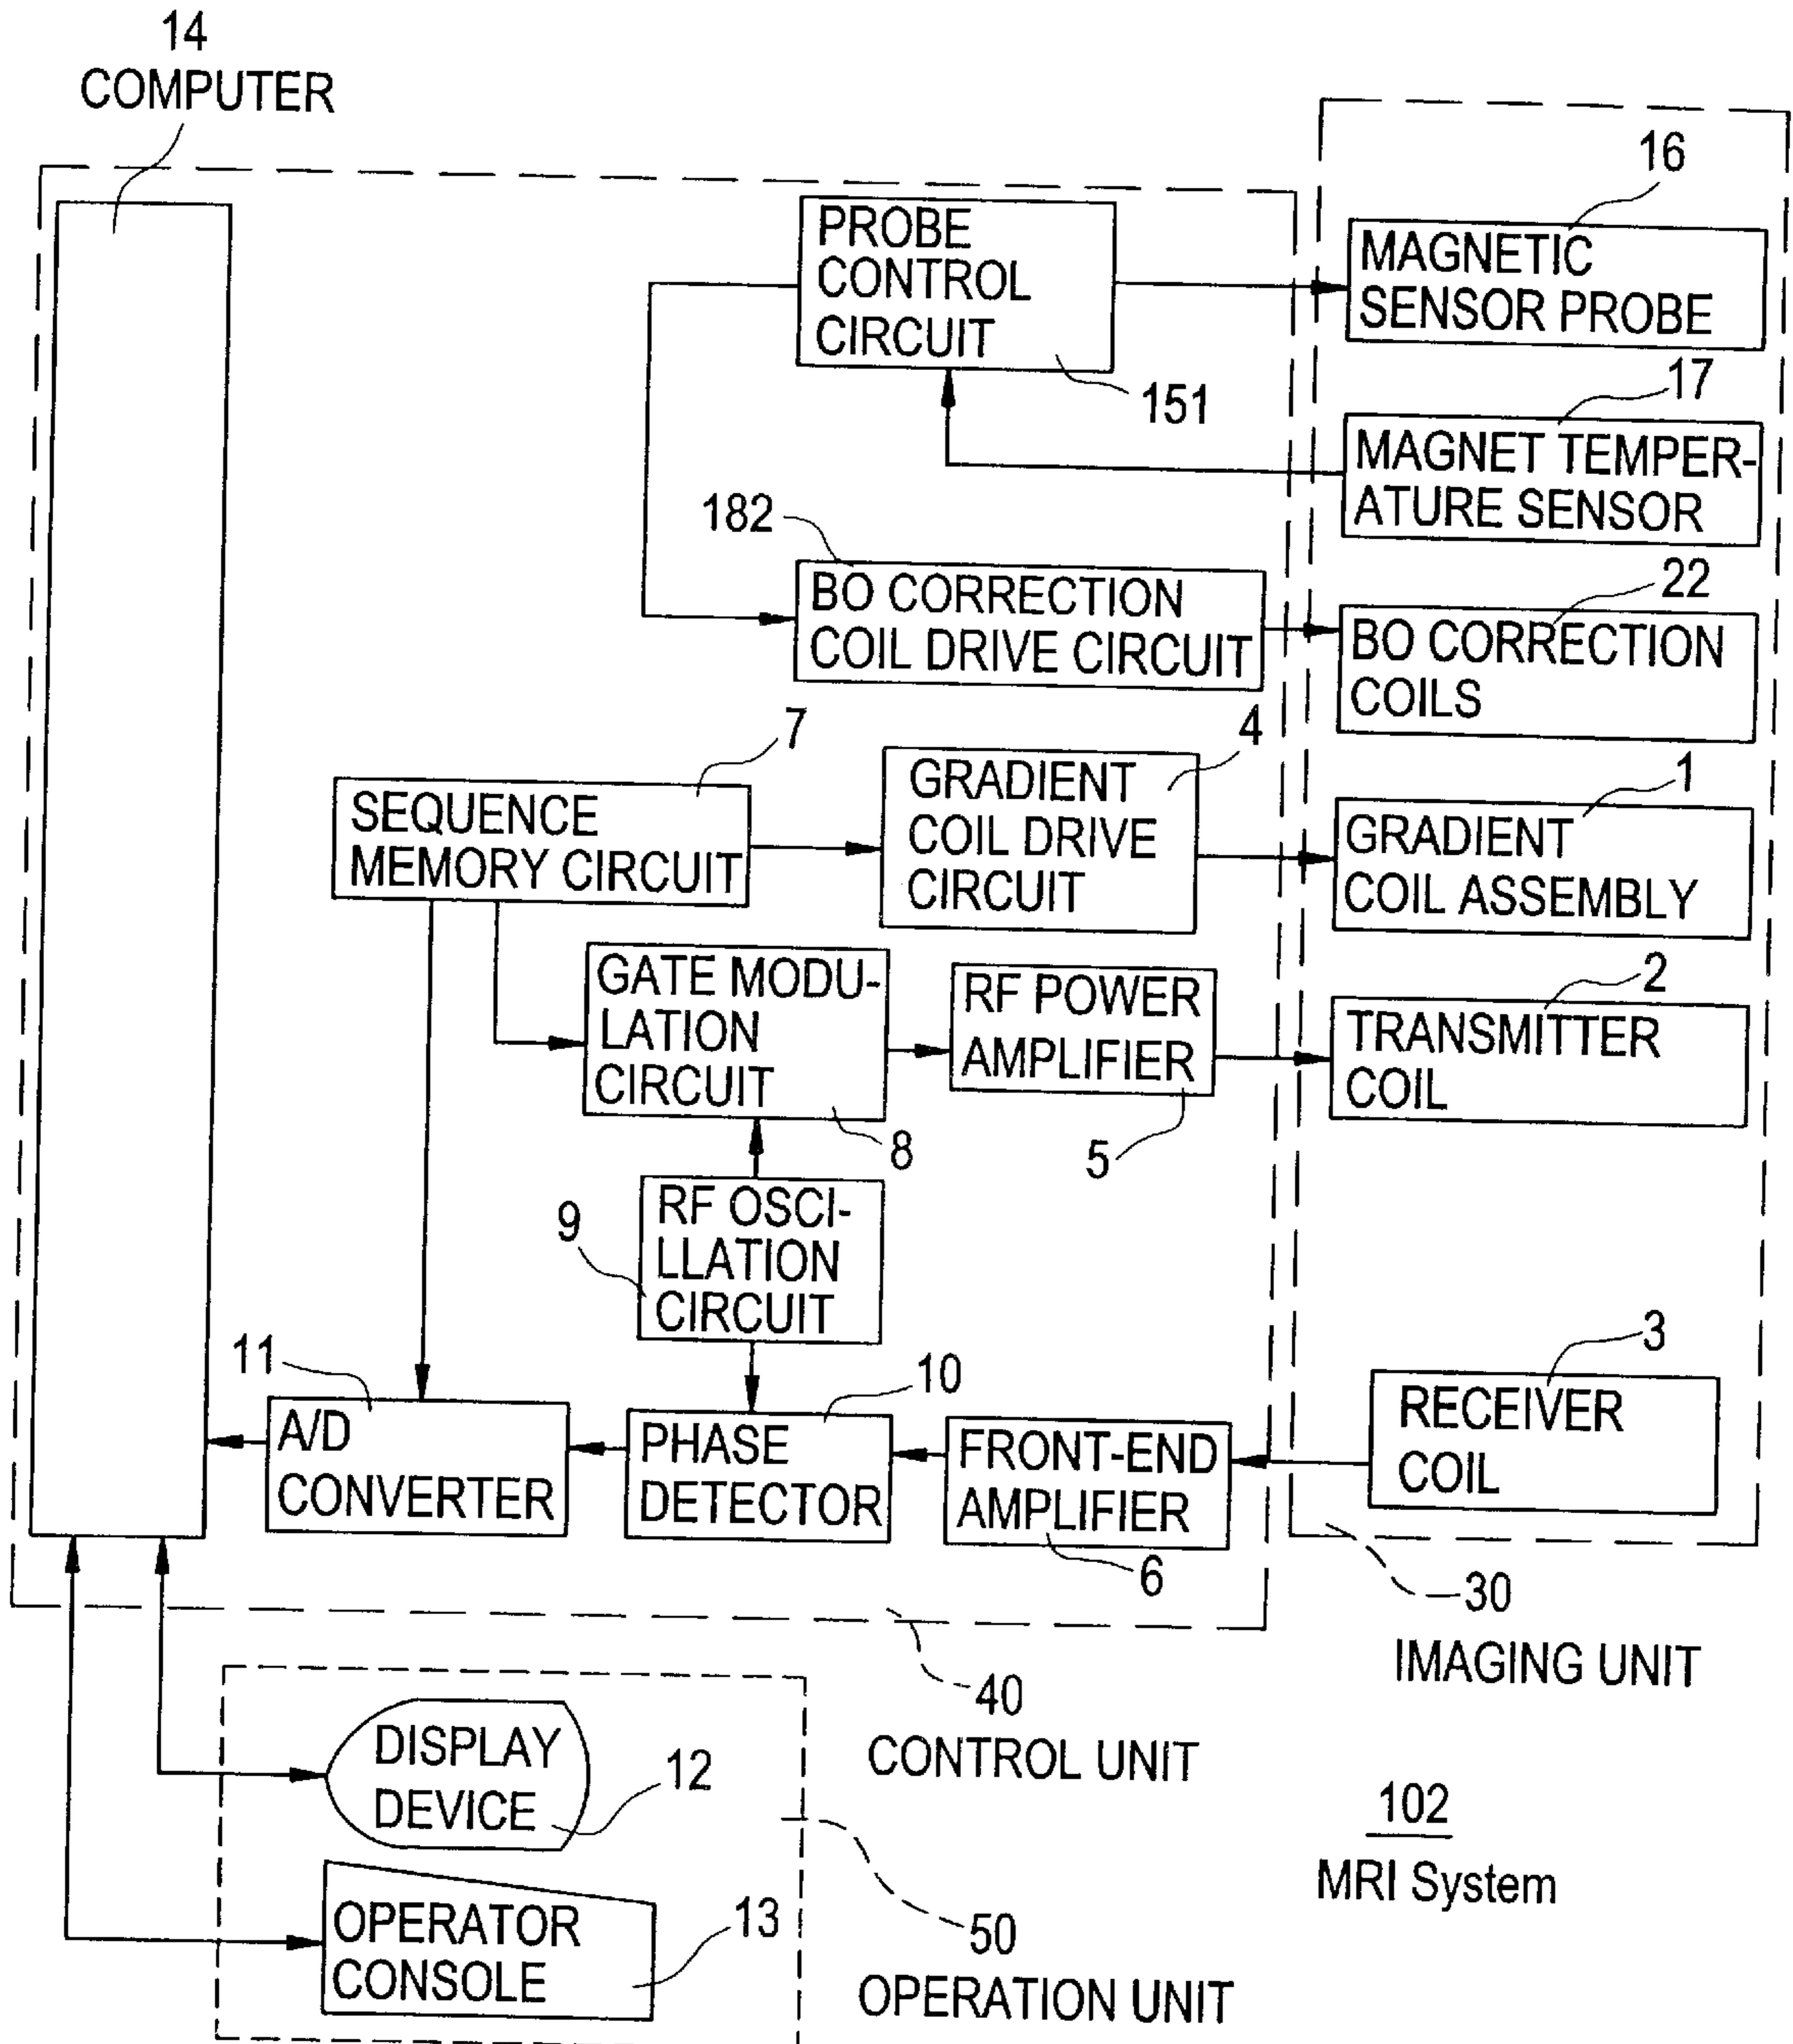 14
COMPUTER
PROBE
CONTROL
CIRCUIT
151
16
MAGNETIC
SENSOR PROBE
17
MAGNET TEMPER-
ATURE SENSOR
182
BO CORRECTION
COIL DRIVE CIRCUIT
22
BO CORRECTION
COILS
7
SEQUENCE
MEMORY CIRCUIT
4
GRADIENT
COIL DRIVE
CIRCUIT
1
GRADIENT
COIL ASSEMBLY
GATE MODU-
LATION
CIRCUIT
8
RF POWER
AMPLIFIER
5
2
TRANSMITTER
COIL
9
RF OSCI-
LLATION
CIRCUIT
11
A/D
CONVERTER
10
PHASE
DETECTOR
FRONT-END
AMPLIFIER
6
3
RECEIVER
COIL
30
IMAGING UNIT
40
CONTROL UNIT
DISPLAY
DEVICE
12
OPERATOR
CONSOLE
13
50
OPERATION UNIT
102
MRI System